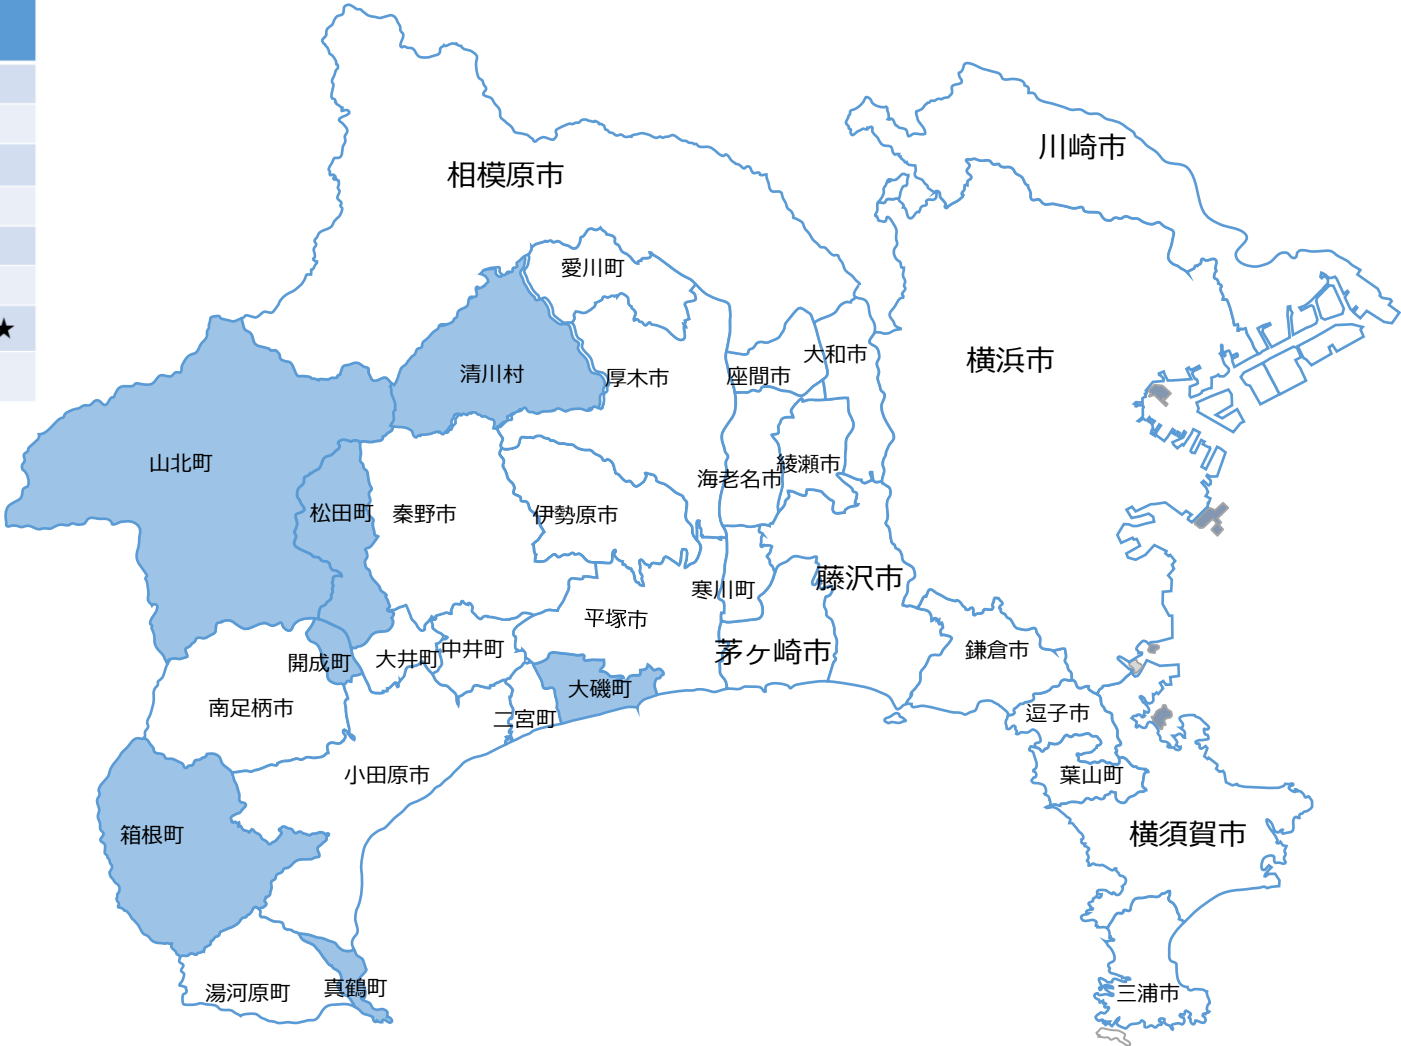 川崎市
相模原市
愛川町
★
大和市
横浜市
清川村
厚木市
座間市
山北町
綾瀬市
海老名市
松田町
秦野市
伊勢原市
藤沢市
寒川町
平塚市
中井町
茅ヶ崎市
鎌倉市
開成町
大井町
大磯町
南足柄市
逗子市
二宮町
小田原市
葉山町
箱根町
横須賀市
真鶴町
湯河原町
三浦市